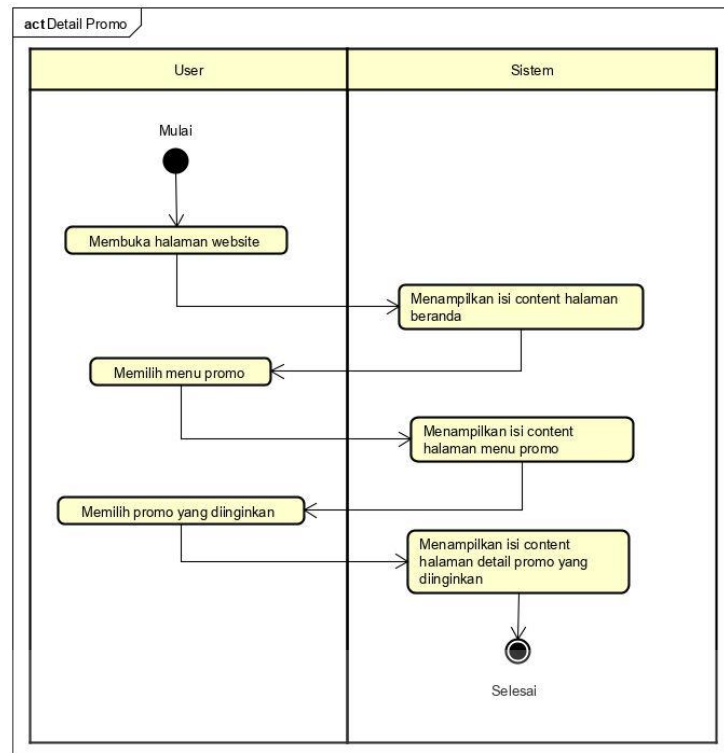 act Detail Promo
User
Sistem
Mulai
Membuka halaman website
Menampilkan isi content halaman
beranda
Memilih menu promo
Menampilkan isi content
halaman menu promo
Memilih promo yang diinginkan
Menampilkan isi content
halaman detail promo yang
diinginkan
Selesai